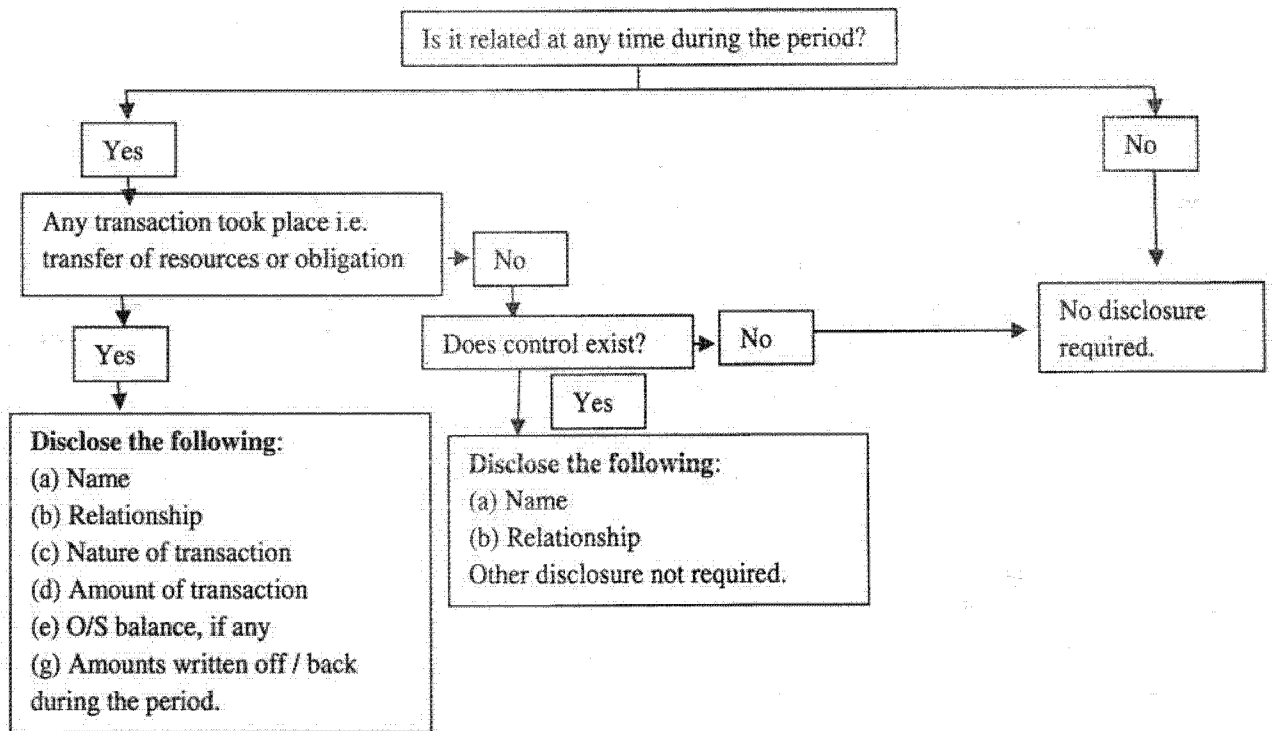 Is it related at any time during the period?
Yes
No
Any transaction took place i.e.
transfer of resources or obligation
No
No disclosure
required.
Yes
Does control exist?
No
Yes
Disclose the following:
(a) Name
(b) Relationship
(c) Nature of transaction
(d) Amount of transaction
(e) O/S balance, if any
(g) Amounts written off / back
during the period.
Disclose the following:
(a) Name
(b) Relationship
Other disclosure not required.